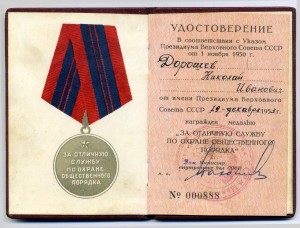 ЗА ОТЛИЧНУЮ
СЛУЖБУ
ПО ОХРАНЕ
ОБЩЕСТВЕННОГО
ПОРЯДКА
УДОСТОВЕРЕНИЕ
В соответствии с Указом
Президиума Верховного Совета СССР
от 1 ноября 1950 г.
Дорошев
Николай
Иванович
от имени Президиума Верховного
Совета СССР
награжден медалью
„ЗА ОТЛИЧНУЮ СЛУЖБУ
ПО ОХРАНЕ ОБЩЕСТВЕННОГО
ПОРЯДКА"
№ 000888